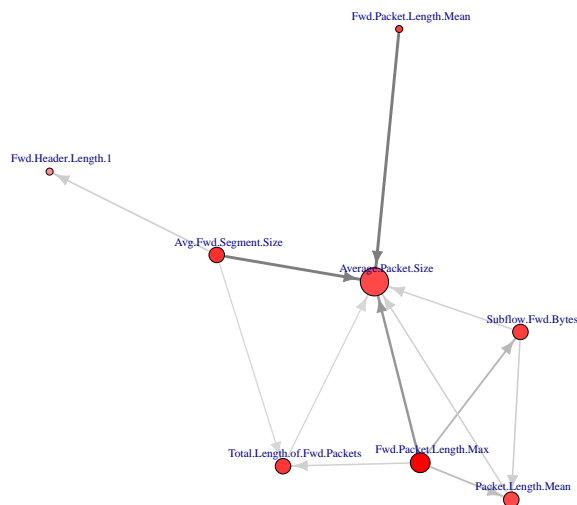 Fwd.Packet.Length.Mean
Fwd.Header.Length.1
Avg.Fwd.Segment.Size
Average.Packet.Size
Subflow.Fwd.Bytes
Total.Length.of.Fwd.Packets
Fwd.Packet.Length.Max
Packet.Length.Mean